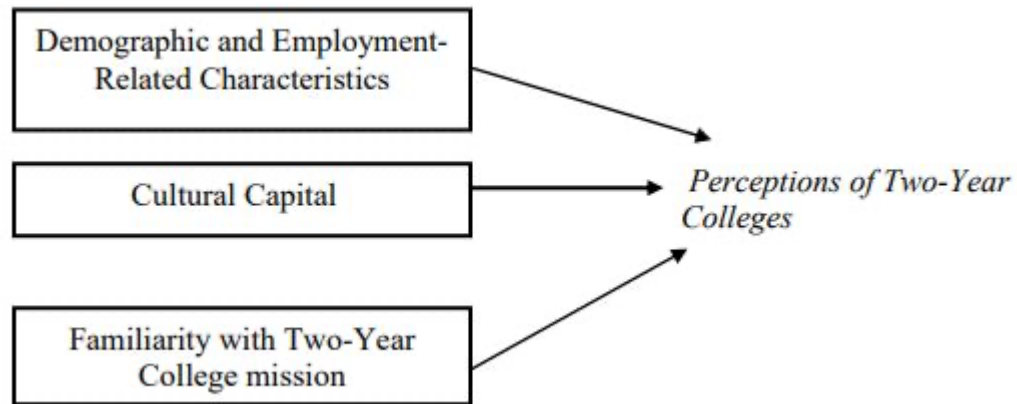 Demographic and Employment-
Related Characteristics
Cultural Capital
Perceptions of Two-Year
Colleges
Familiarity with Two-Year
College mission